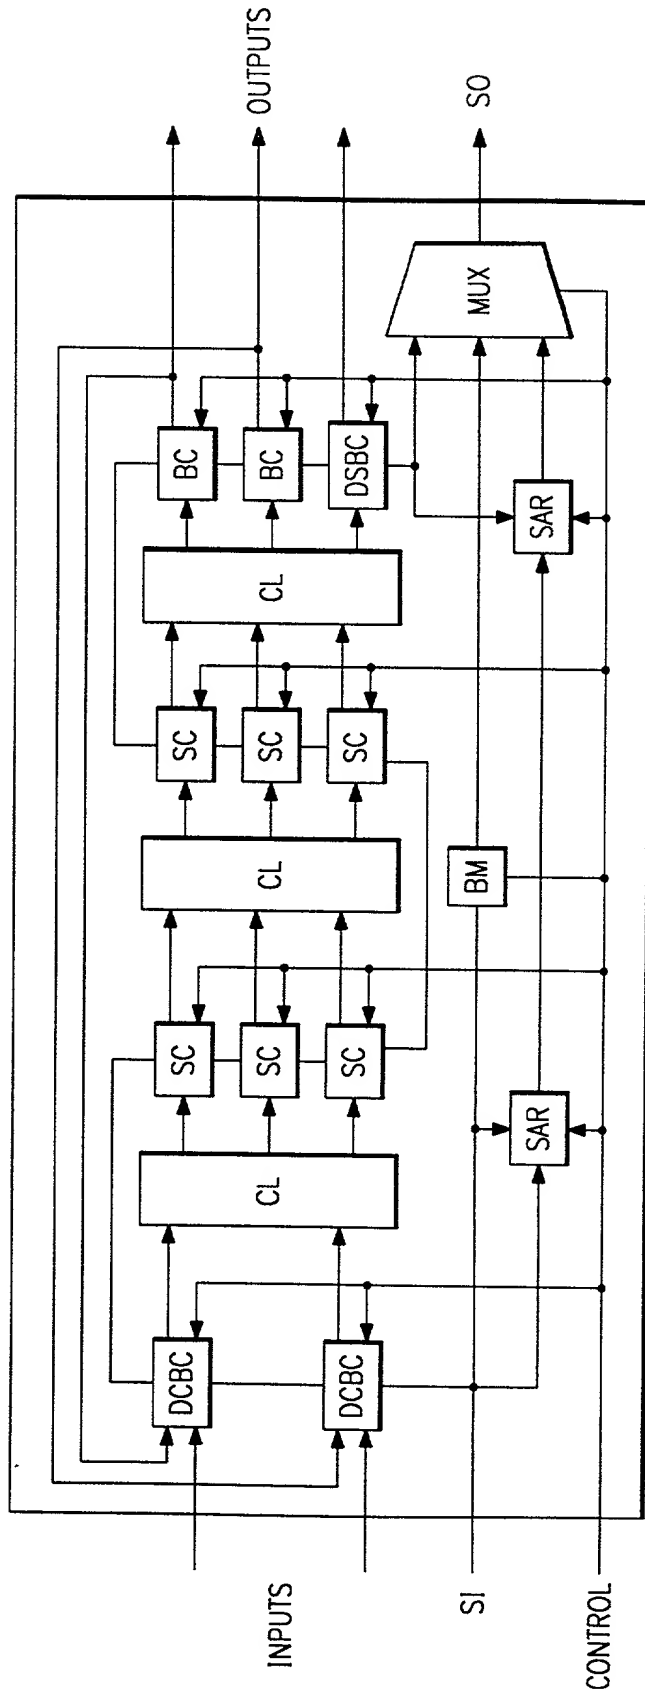 INPUTS
SI
CONTROL
DCBC
DCBC
CL
SC
SC
SC
SAR
CL
BM
SC
SC
SC
CL
BC
BC
DSBC
SAR
MUX
OUTPUTS
SO